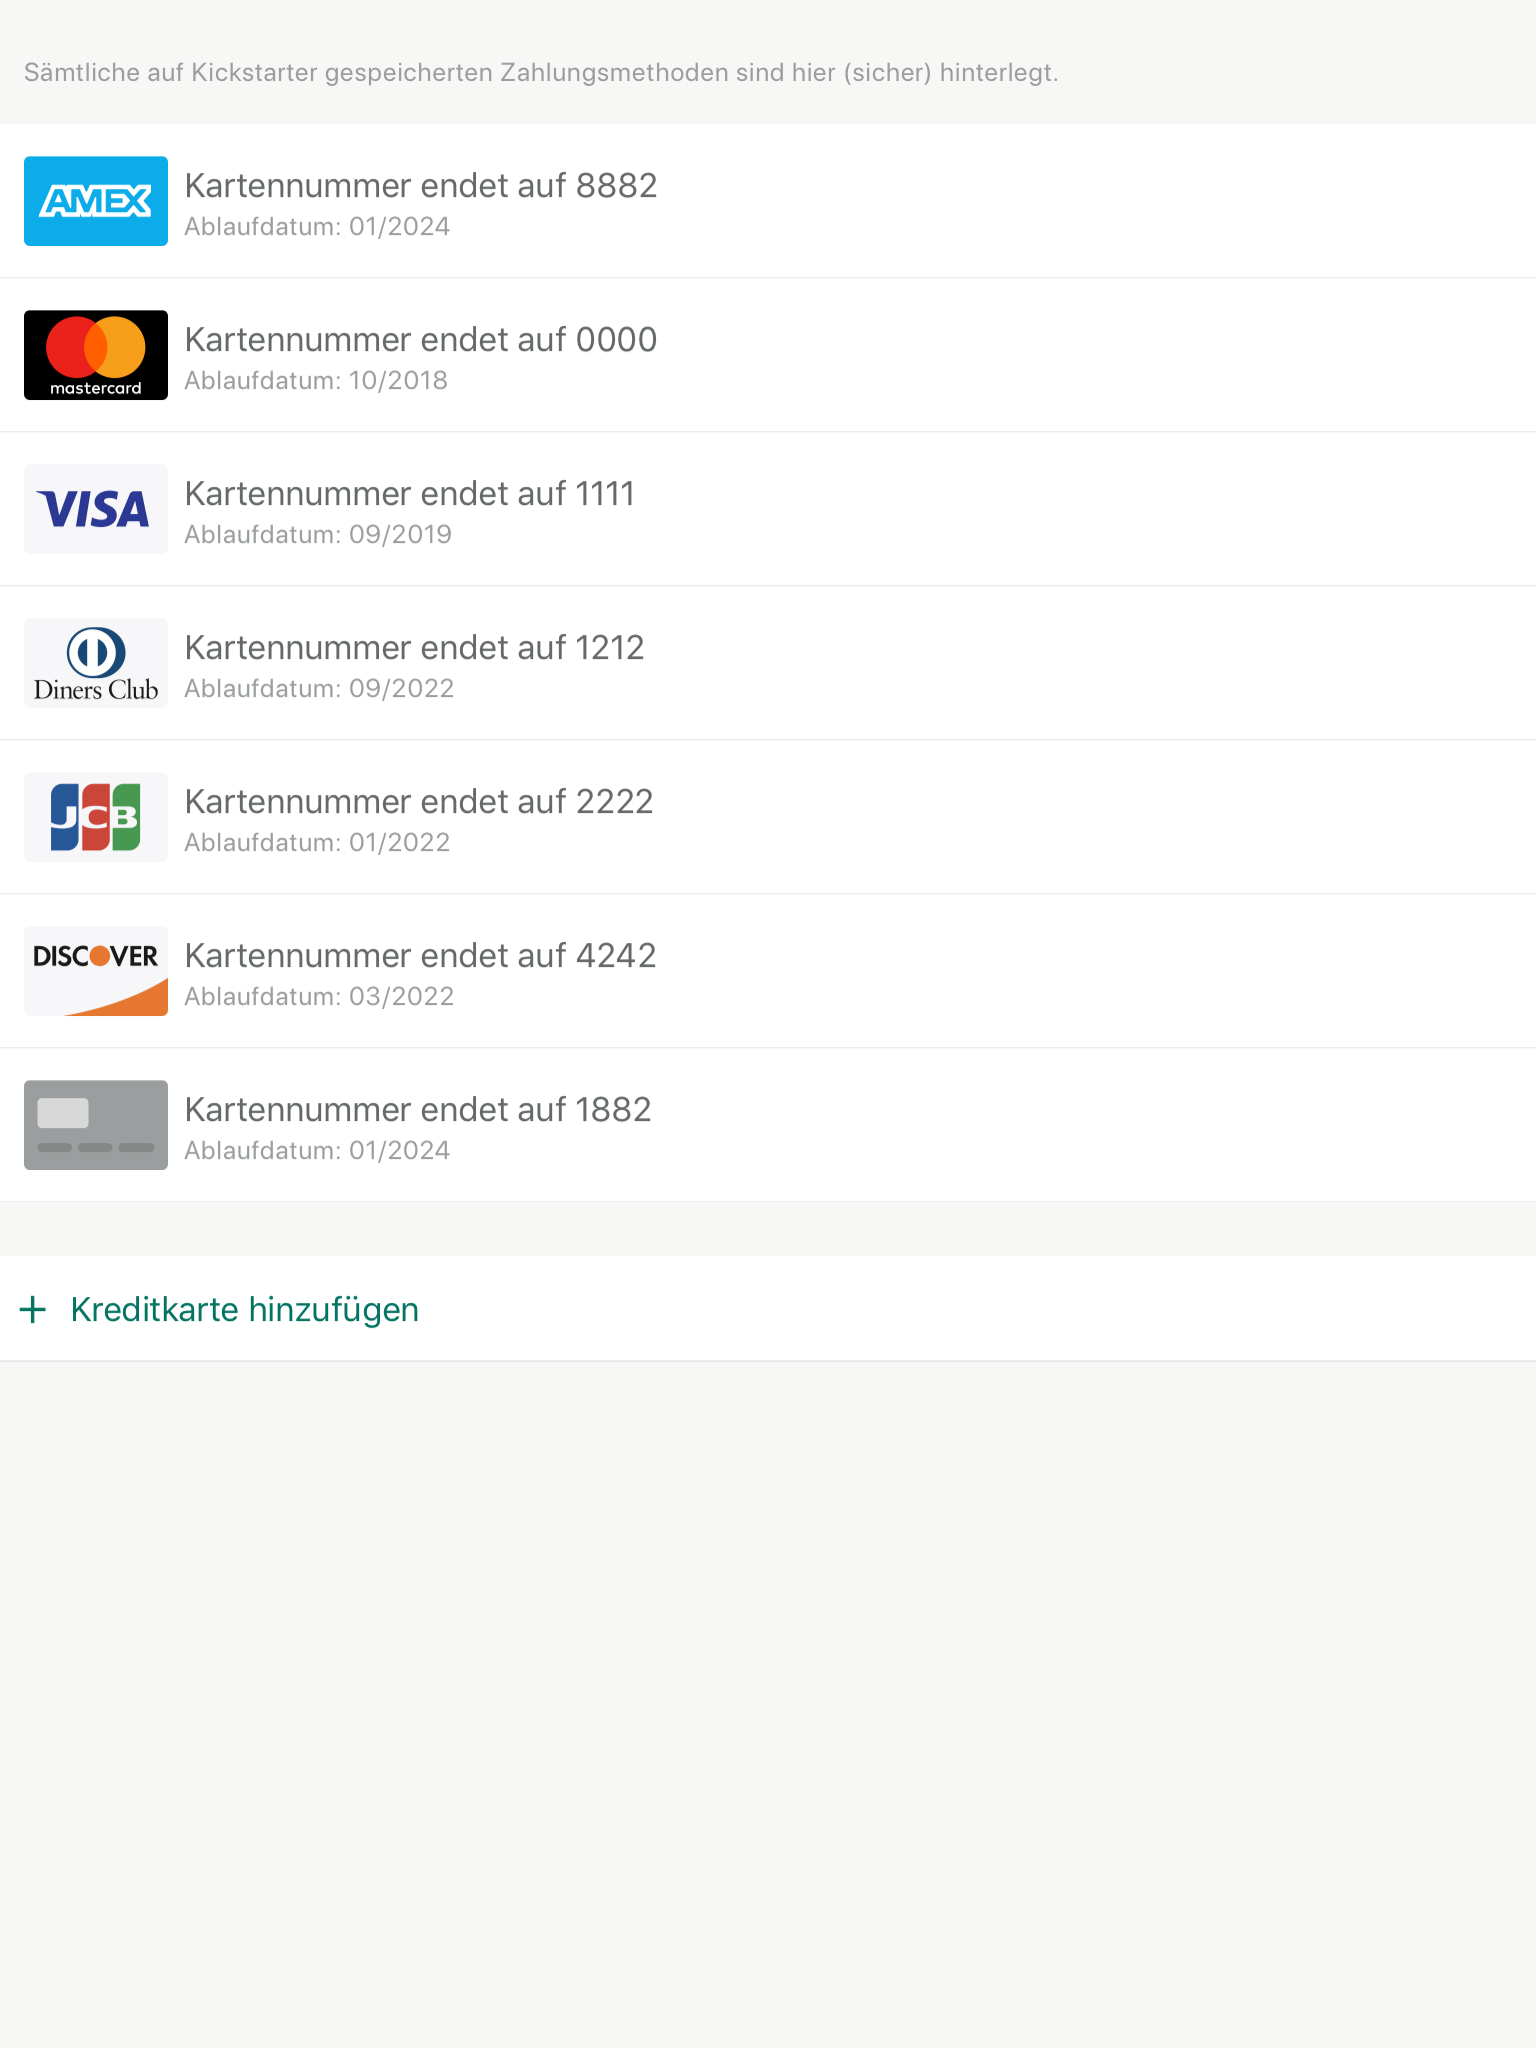 Sämtliche auf Kickstarter gespeicherten Zahlungsmethoden sind hier (sicher) hinterlegt.
AMEX
Kartennummer endet auf 8882
Ablaufdatum: 01/2024
mastercard
Kartennummer endet auf 0000
Ablaufdatum: 10/2018
VISA
Kartennummer endet auf 1111
Ablaufdatum: 09/2019
Diners Club
Kartennummer endet auf 1212
Ablaufdatum: 09/2022
JCB
Kartennummer endet auf 2222
Ablaufdatum: 01/2022
DISCOVER
Kartennummer endet auf 4242
Ablaufdatum: 03/2022
Kartennummer endet auf 1882
Ablaufdatum: 01/2024
+ Kreditkarte hinzufügen